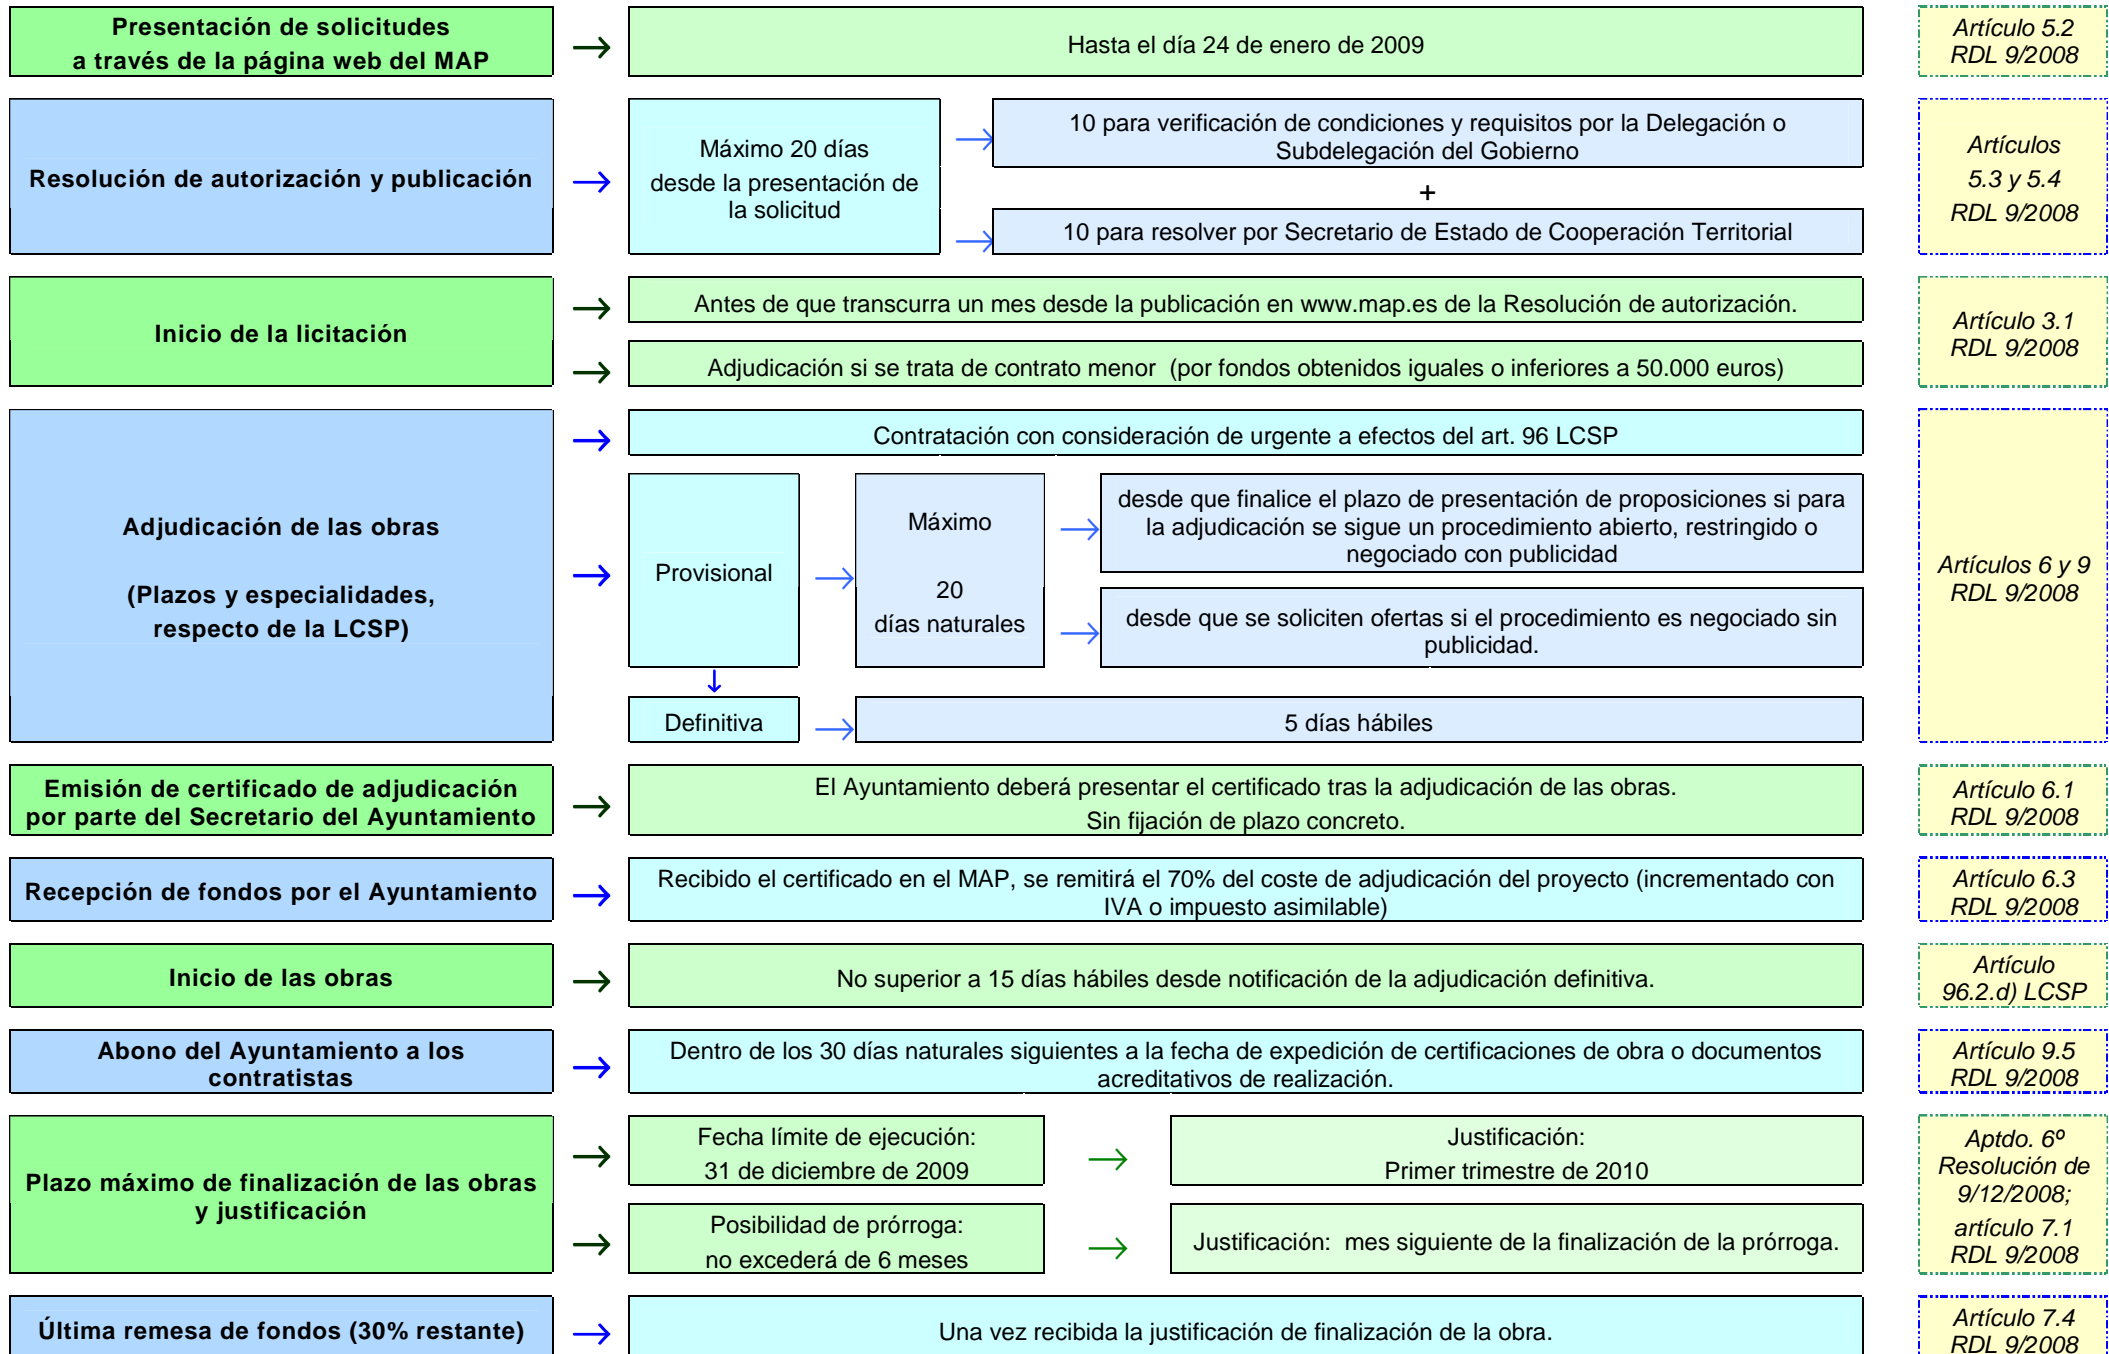 Presentación de solicitudes
a través de la página web del MAP
→
Hasta el día 24 de enero de 2009
Artículo 5.2
RDL 9/2008
Resolución de autorización y publicación
→
Máximo 20 días
desde la presentación de
la solicitud
→
10 para verificación de condiciones y requisitos por la Delegación o
Subdelegación del Gobierno
+
→
10 para resolver por Secretario de Estado de Cooperación Territorial
Artículos
5.3 y 5.4
RDL 9/2008
Inicio de la licitación
→
Antes de que transcurra un mes desde la publicación en www.map.es de la Resolución de autorización.
→
Adjudicación si se trata de contrato menor (por fondos obtenidos iguales o inferiores a 50.000 euros)
Artículo 3.1
RDL 9/2008
Adjudicación de las obras
(Plazos y especialidades,
respecto de la LCSP)
→
Contratación con consideración de urgente a efectos del art. 96 LCSP
→
Provisional
→
Máximo
20
días naturales
→
desde que finalice el plazo de presentación de proposiciones si para
la adjudicación se sigue un procedimiento abierto, restringido o
negociado con publicidad
→
desde que se soliciten ofertas si el procedimiento es negociado sin
publicidad.
↓
Definitiva
→
5 días hábiles
Artículos 6 y 9
RDL 9/2008
Emisión de certificado de adjudicación
por parte del Secretario del Ayuntamiento
→
El Ayuntamiento deberá presentar el certificado tras la adjudicación de las obras.
Sin fijación de plazo concreto.
Artículo 6.1
RDL 9/2008
Recepción de fondos por el Ayuntamiento
→
Recibido el certificado en el MAP, se remitirá el 70% del coste de adjudicación del proyecto (incrementado con
IVA o impuesto asimilable)
Artículo 6.3
RDL 9/2008
Inicio de las obras
→
No superior a 15 días hábiles desde notificación de la adjudicación definitiva.
Artículo
96.2.d) LCSP
Abono del Ayuntamiento a los
contratistas
→
Dentro de los 30 días naturales siguientes a la fecha de expedición de certificaciones de obra o documentos
acreditativos de realización.
Artículo 9.5
RDL 9/2008
Plazo máximo de finalización de las obras
y justificación
→
Fecha límite de ejecución:
31 de diciembre de 2009
→
Justificación:
Primer trimestre de 2010
→
Posibilidad de prórroga:
no excederá de 6 meses
→
Justificación: mes siguiente de la finalización de la prórroga.
Aptdo. 6º
Resolución de
9/12/2008;
artículo 7.1
RDL 9/2008
Última remesa de fondos (30% restante)
→
Una vez recibida la justificación de finalización de la obra.
Artículo 7.4
RDL 9/2008